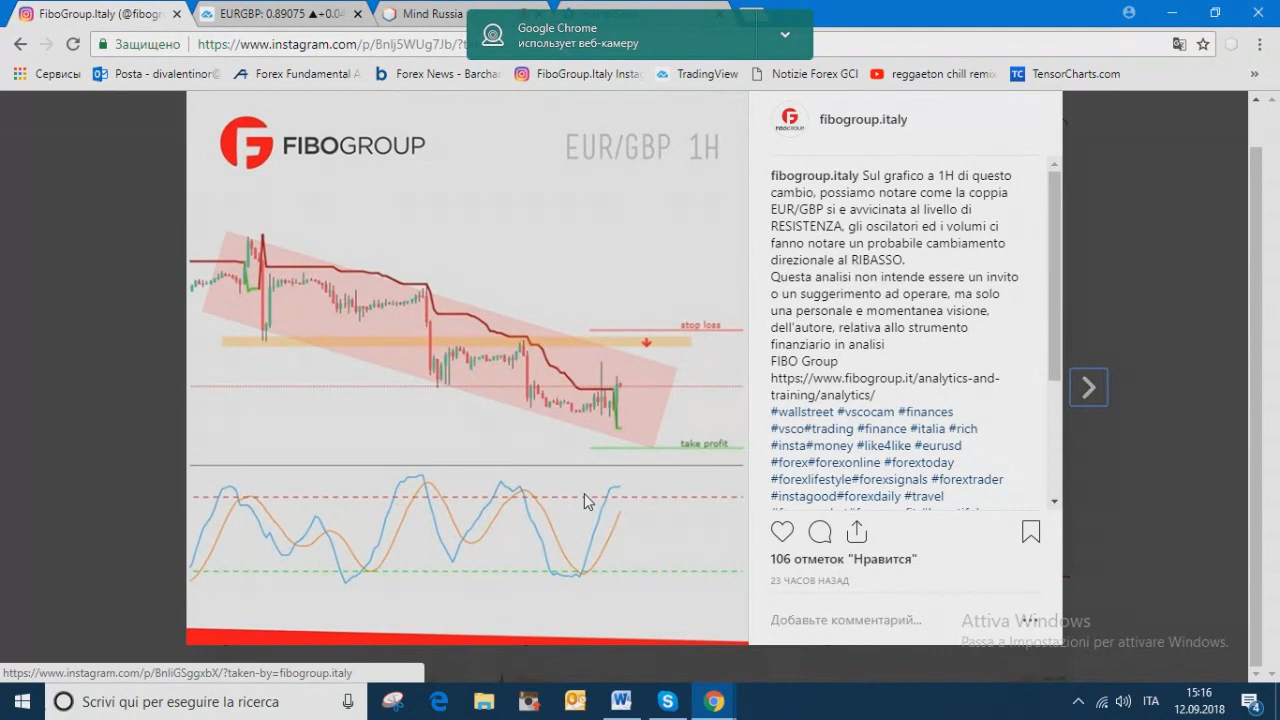 FiboGroup.Italy (@fibog
EURGBP: 0.89075 ▲+0.04
Mind Russia
Google Chrome
использует веб-камеру
Защищено
https://www.instagram.com/p/BnIj5WUg7Jb/?t
Сервисы
Posta - divalentinor@
Forex Fundamental A
Forex News - Barchar
FiboGroup.Italy Insta
TradingView
Notizie Forex GCI
reggaeton chill remix
TensorCharts.com
»
FIBOGROUP
EUR/GBP 1H
stop loss
take profit
FIBOGROUP
fibogroup.italy
fibogroup.italy Sul grafico a 1H di questo
cambio, possiamo notare come la coppia
EUR/GBP si e avvicinata al livello di
RESISTENZA, gli oscilatori ed i volumi ci
fanno notare un probabile cambiamento
direzionale al RIBASSO.
Questa analisi non intende essere un invito
o un suggerimento ad operare, ma solo
una personale e momentanea visione,
dell'autore, relativa allo strumento
finanziario in analisi
FIBO Group
https://www.fibogroup.it/analytics-and-
training/analytics/
#wallstreet #vscocam #finances
#vsco#trading #finance #italia #rich
#insta#money #like4like #eurusd
#forex#forexonline #forextoday
#forexlifestyle#forexsignals #forextrader
#instagood#forexdaily #travel
106 отметок "Нравится"
23 ЧАСОВ НАЗАД
Добавьте комментарий...
Attiva Windows
Passa a Impostazioni per attivare Windows.
https://www.instagram.com/p/BnIiGSggxbX/?taken-by=fibogroup.italy
Scrivi qui per eseguire la ricerca
ITA
15:16
12.09.2018
4